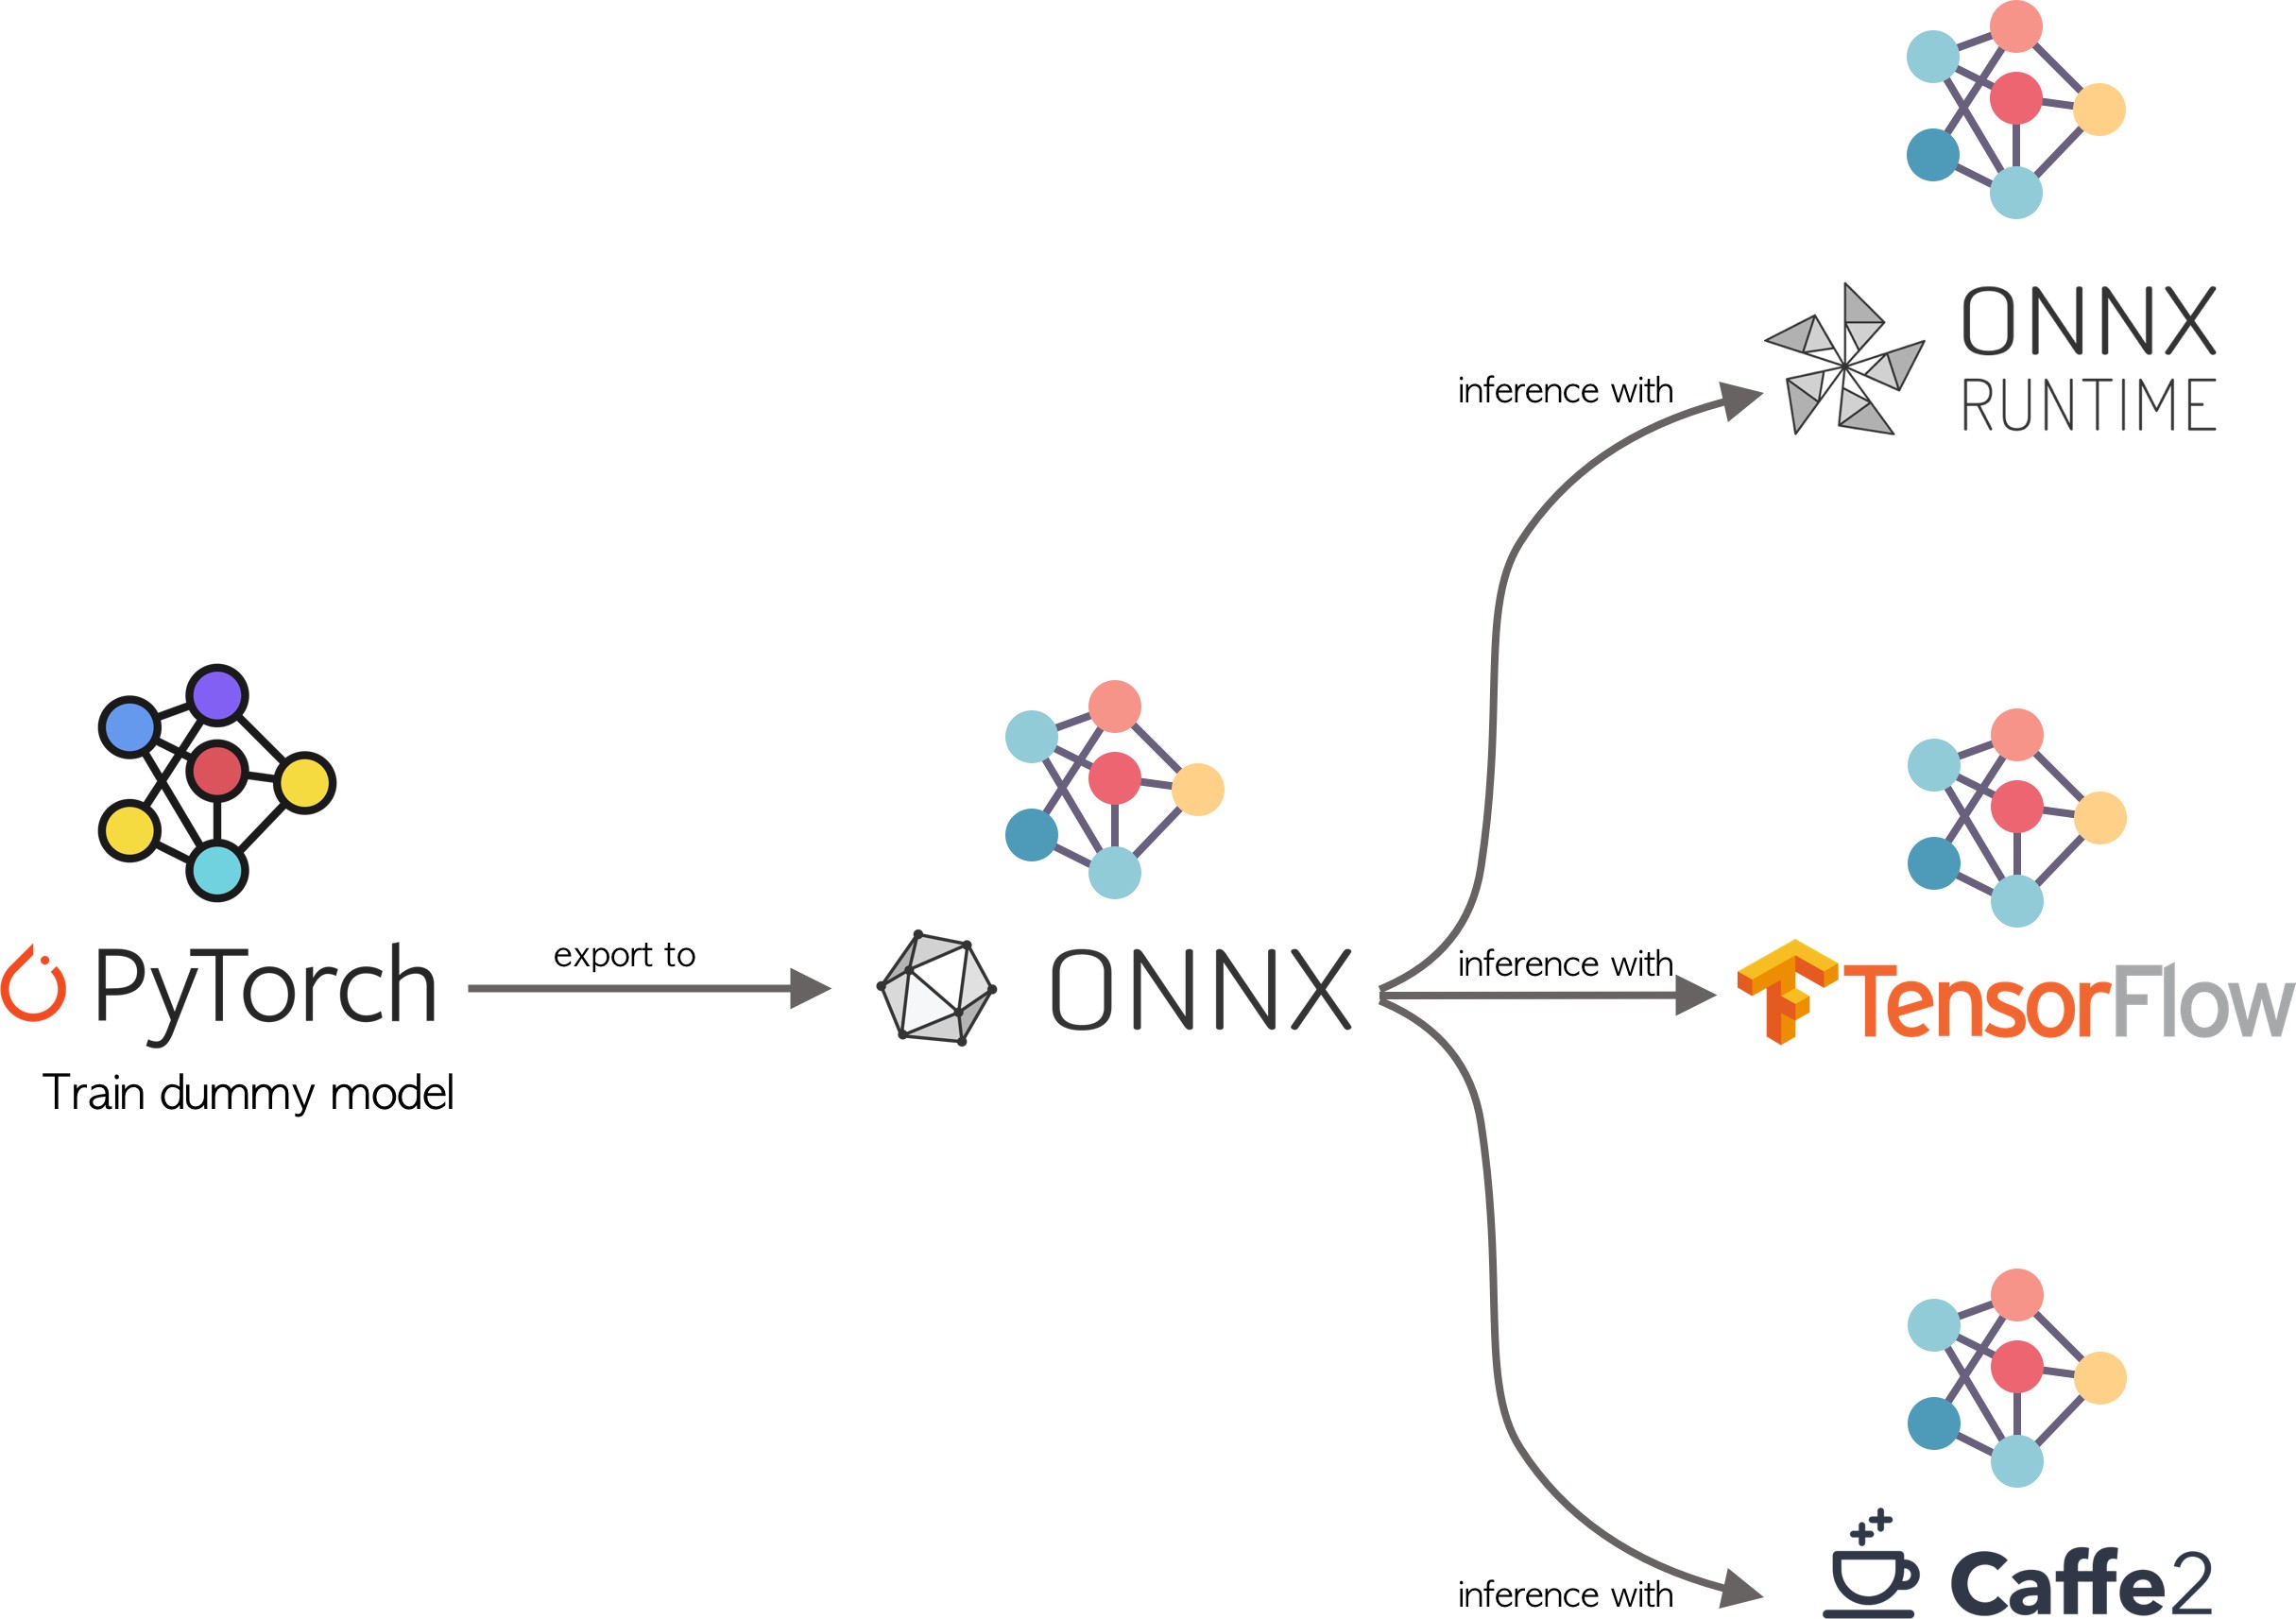 ONNX
RUNTIME
inference with
PyTorch
export to
ONNX
inference with
TensorFlow
Train dummy model
inference with
Caffe2